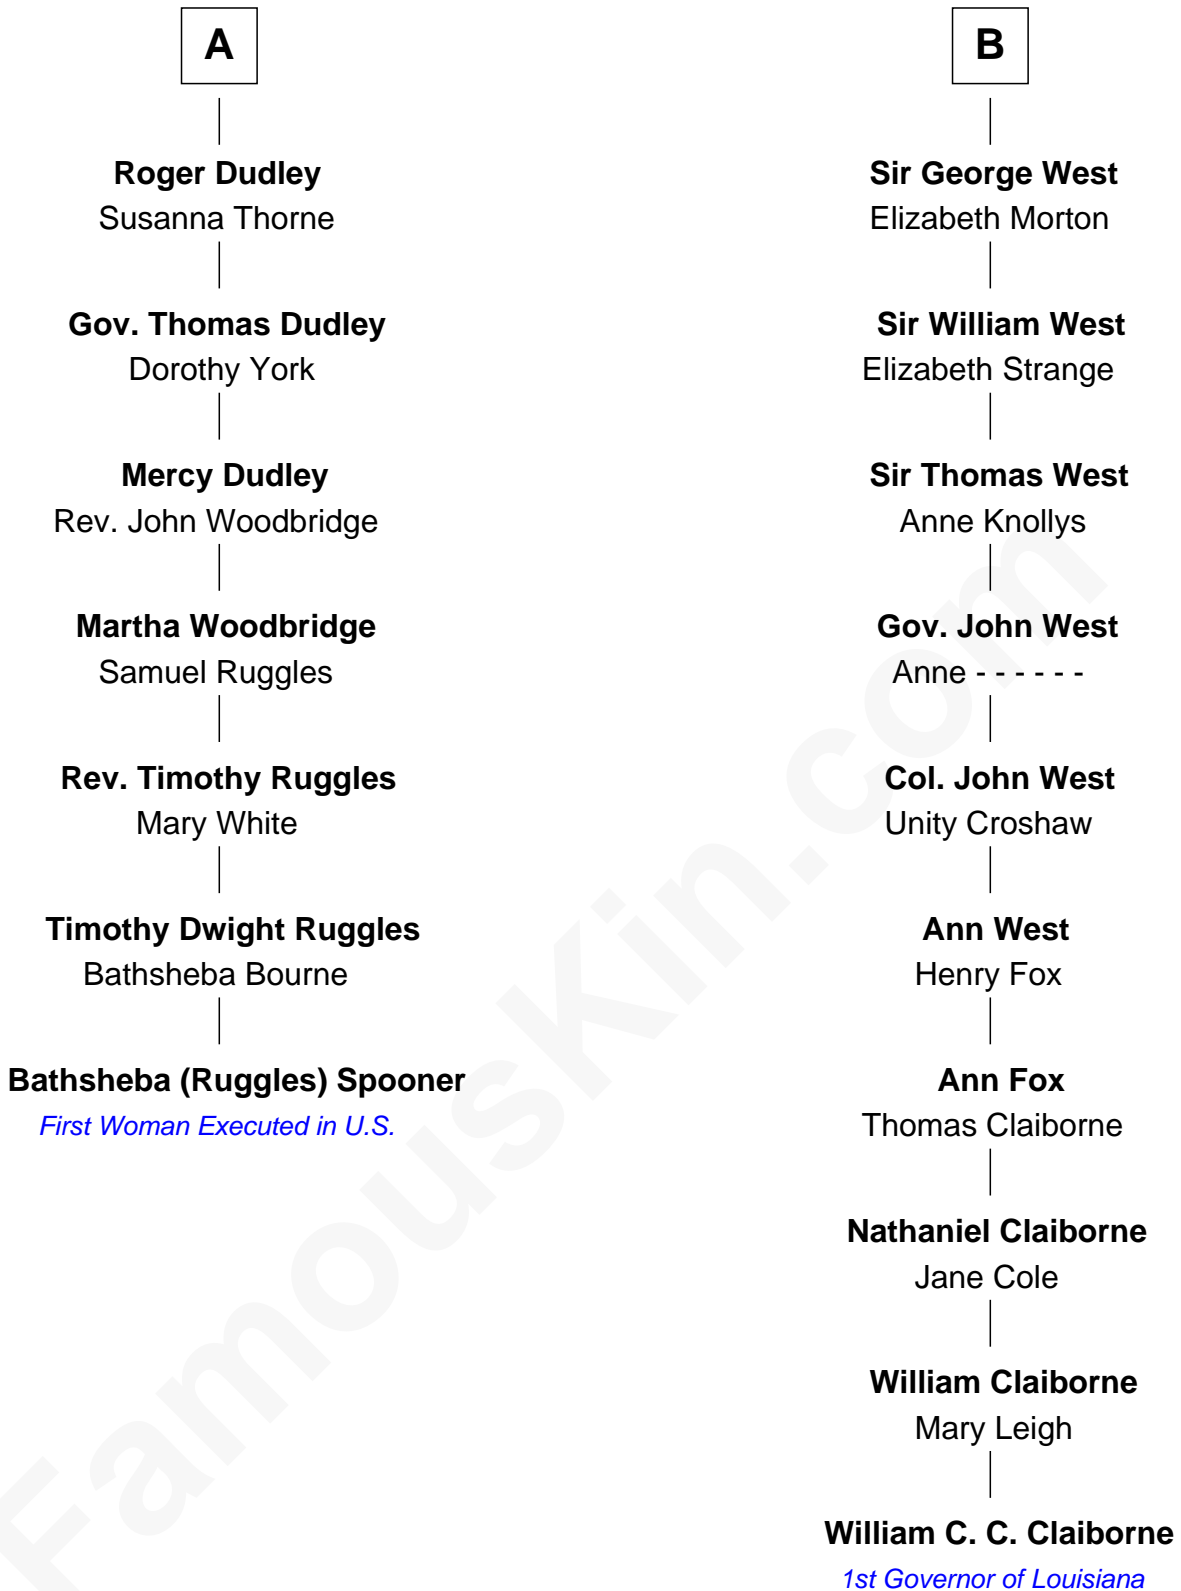 A
Roger Dudley
Susanna Thorne
Gov. Thomas Dudley
Dorothy York
Mercy Dudley
Rev. John Woodbridge
Martha Woodbridge
Samuel Ruggles
Rev. Timothy Ruggles
Mary White
Timothy Dwight Ruggles
Bathsheba Bourne
Bathsheba (Ruggles) Spooner
First Woman Executed in U.S.
B
Sir George West
Elizabeth Morton
Sir William West
Elizabeth Strange
Sir Thomas West
Anne Knollys
Gov. John West
Anne - - - - - -
Col. John West
Unity Croshaw
Ann West
Henry Fox
Ann Fox
Thomas Claiborne
Nathaniel Claiborne
Jane Cole
William Claiborne
Mary Leigh
William C. C. Claiborne
1st Governor of Louisiana
FamousKin.com